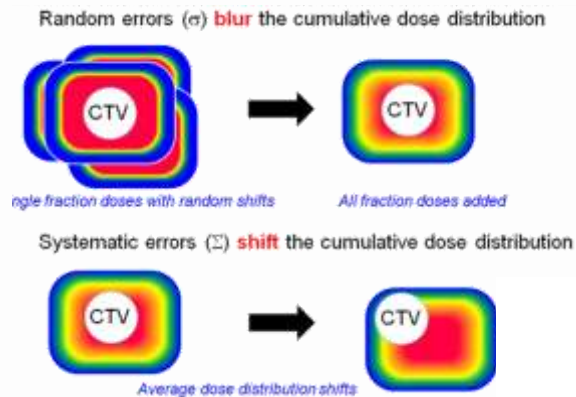 Random errors (σ) blur the cumulative dose distribution
CTV
CTV
ngle fraction doses with random shifts
All fraction doses added
Systematic errors (Σ) shift the cumulative dose distribution
CTV
CTV
Average dose distribution shifts